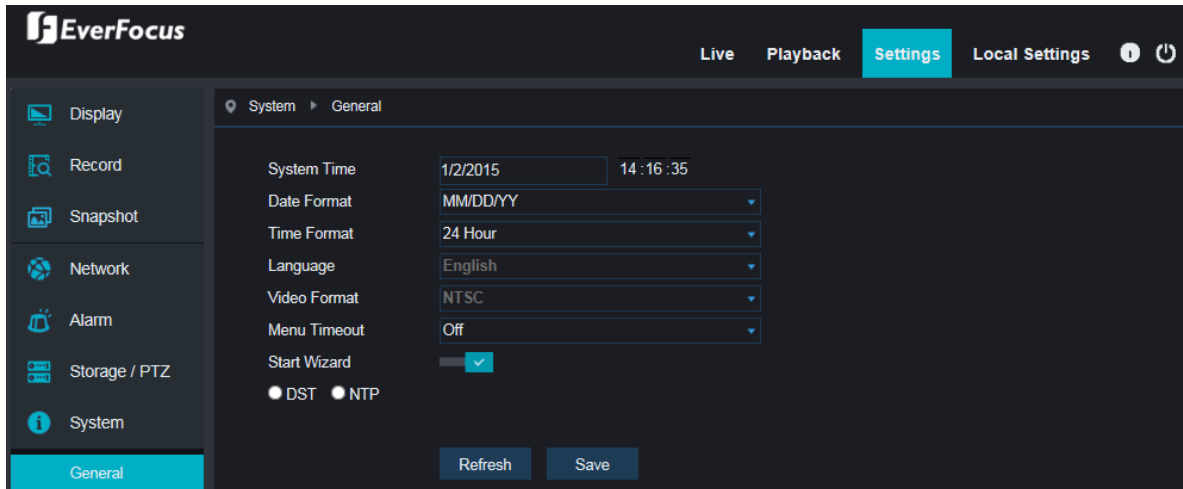 EverFocus
Live Playback Settings Local Settings
Display
Record
Snapshot
Network
Alarm
Storage / PTZ
System
General
System General
System Time 1/2/2015 14:16:35
Date Format MM/DD/YY
Time Format 24 Hour
Language English
Video Format NTSC
Menu Timeout Off
Start Wizard
DST NTP
Refresh Save